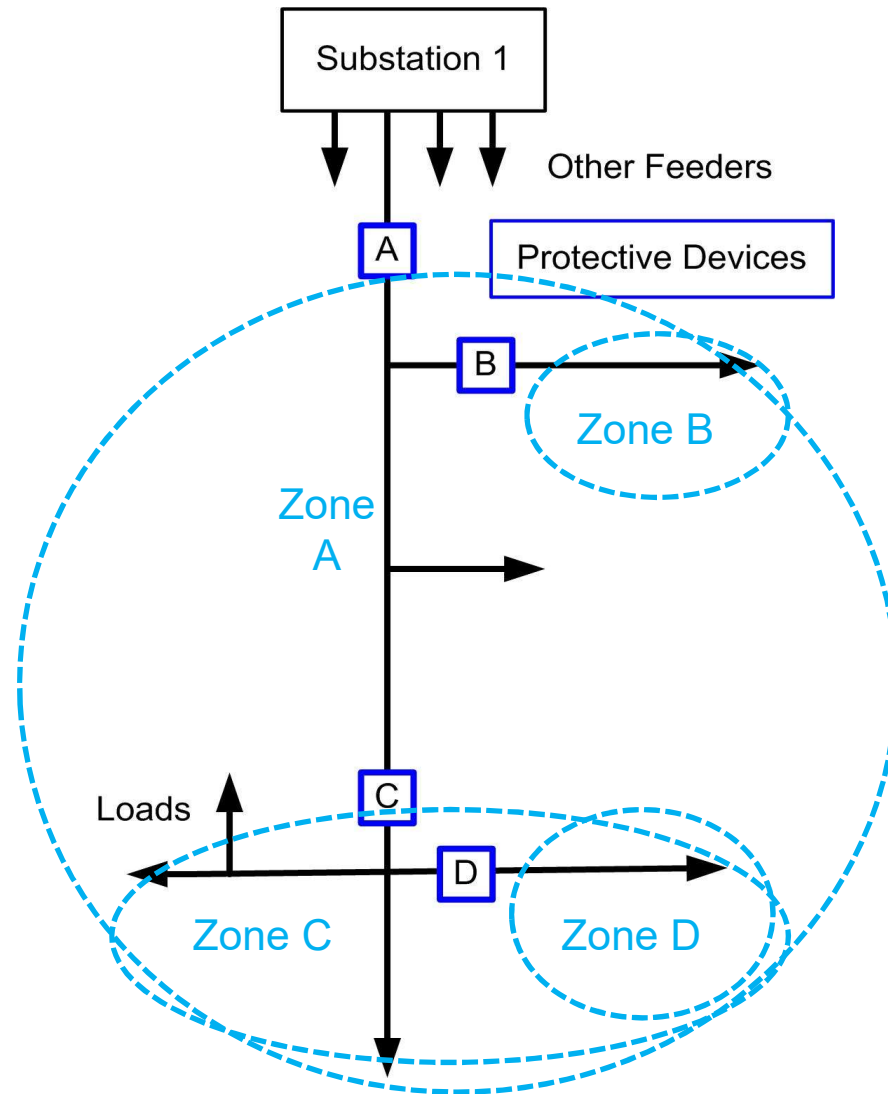 Substation 1
Other Feeders
A
Protective Devices
B
Zone B
Zone
A
C
Loads
D
Zone C
Zone D